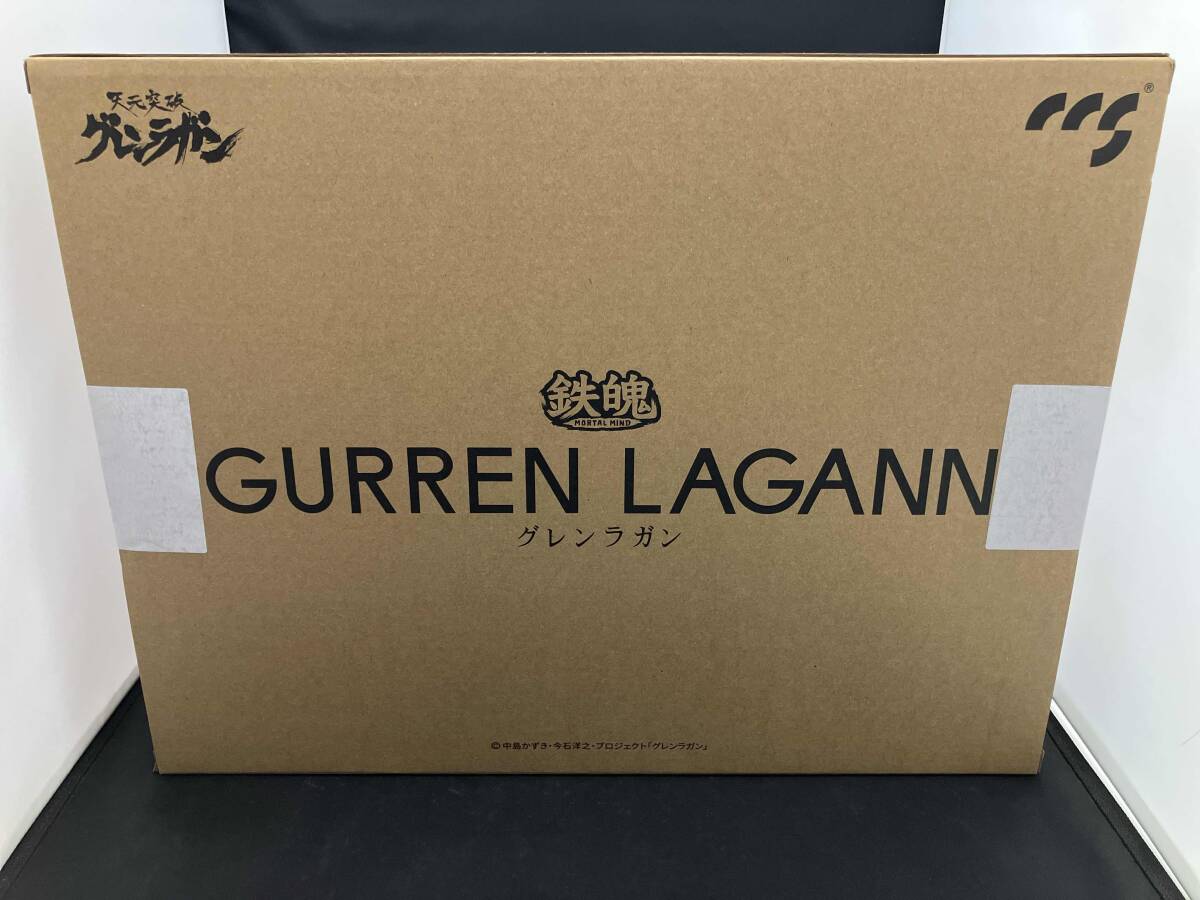 天元突破
グレンラガン
ccs®
鉄魄
MORTAL MIND
GURREN LAGANN
グレンラガン
© 中島かずき・今石洋之・プロジェクト「グレンラガン」